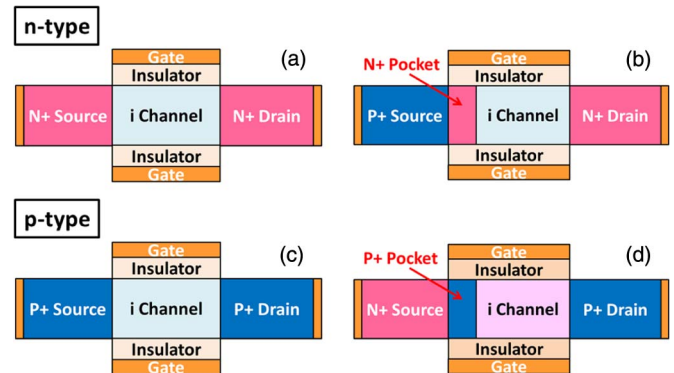 n-type
Gate
(a)
Insulator
N+ Source
i Channel
N+ Drain
Insulator
Gate
N+ Pocket
Gate
(b)
Insulator
P+ Source
i Channel
N+ Drain
Insulator
Gate
p-type
Gate
(c)
Insulator
P+ Source
i Channel
P+ Drain
Insulator
Gate
P+ Pocket
Gate
(d)
Insulator
N+ Source
i Channel
P+ Drain
Insulator
Gate